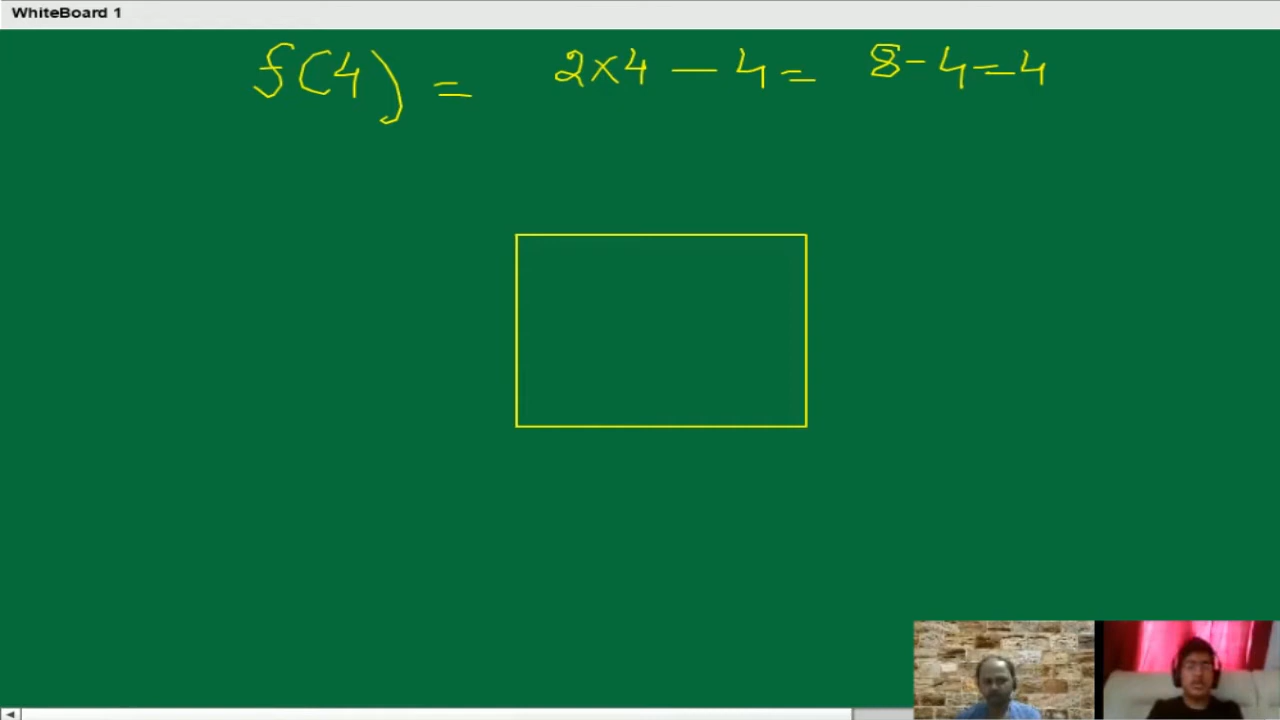 WhiteBoard 1
f(4) = 2×4 – 4 = 8-4=4